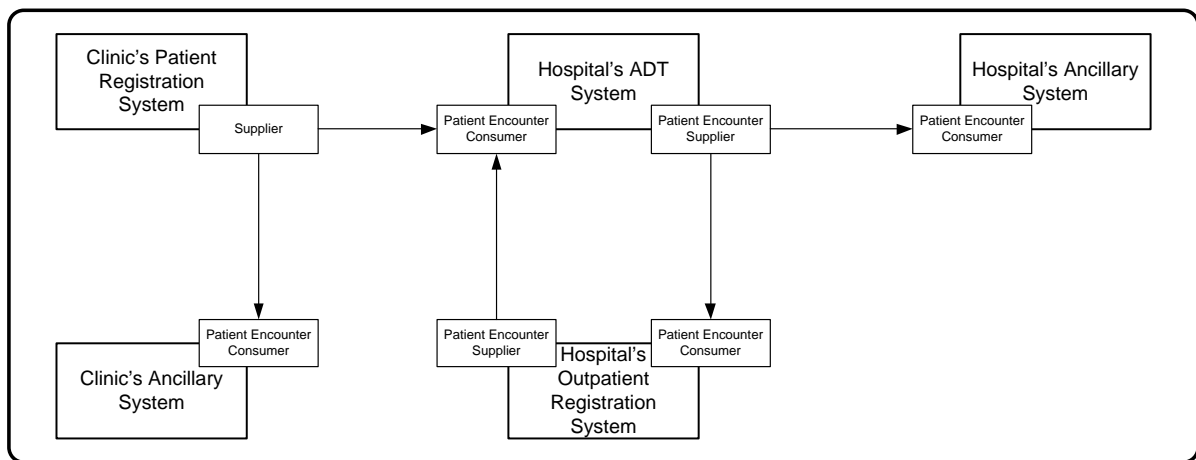 Clinic's Patient
Registration
System
Supplier
Patient Encounter
Consumer
Hospital's ADT
System
Patient Encounter
Supplier
Hospital's Ancillary
System
Patient Encounter
Consumer
Patient Encounter
Consumer
Clinic's Ancillary
System
Patient Encounter
Supplier
Patient Encounter
Consumer
Hospital's
Outpatient
Registration
System